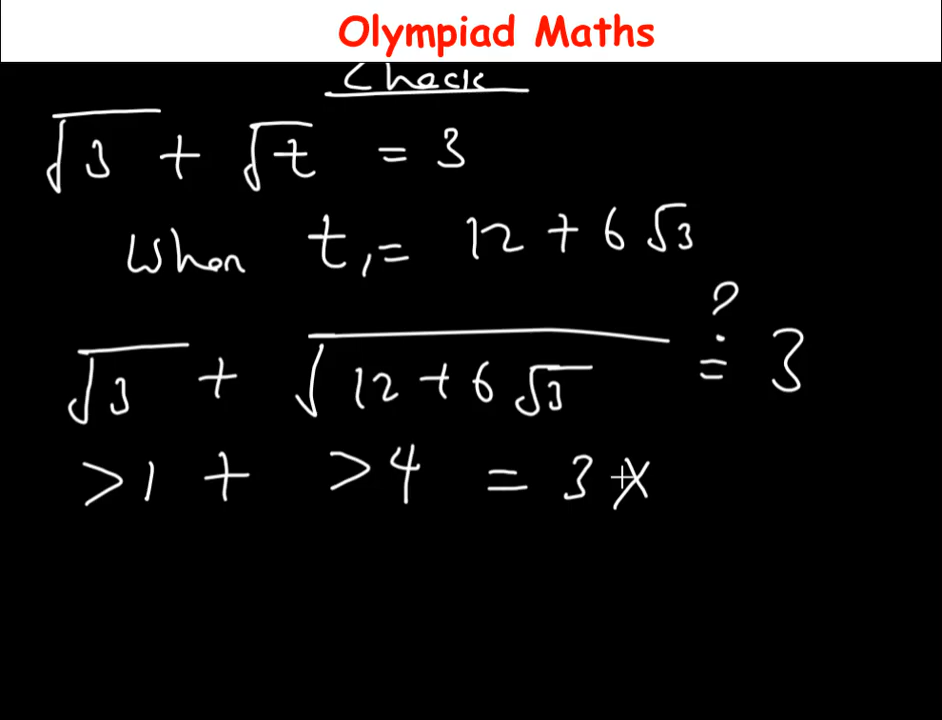 Olympiad Maths
Check
√3 + √t = 3
When t₁ = 12 + 6√3
√3 + √(12 + 6√3) ≟ 3
>1 + >4 = 3 ×